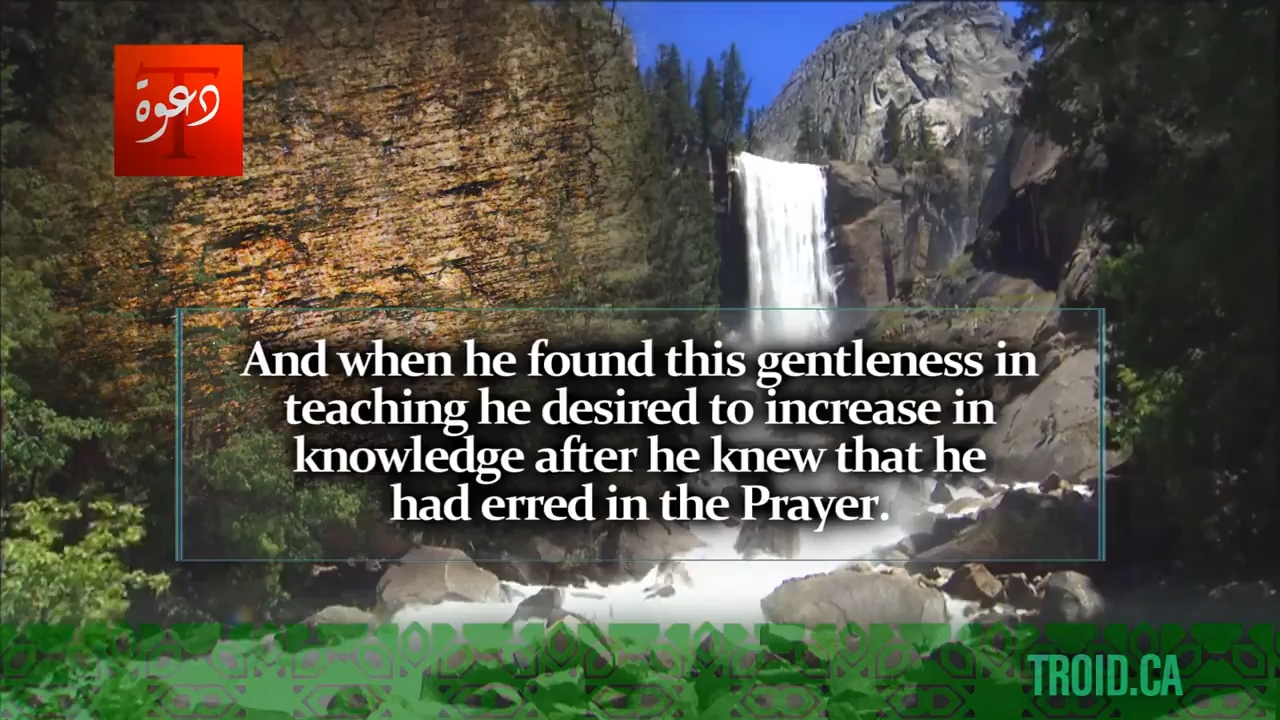 دعوة
T
And when he found this gentleness in
teaching he desired to increase in
knowledge after he knew that he
had erred in the Prayer.
TROID.CA